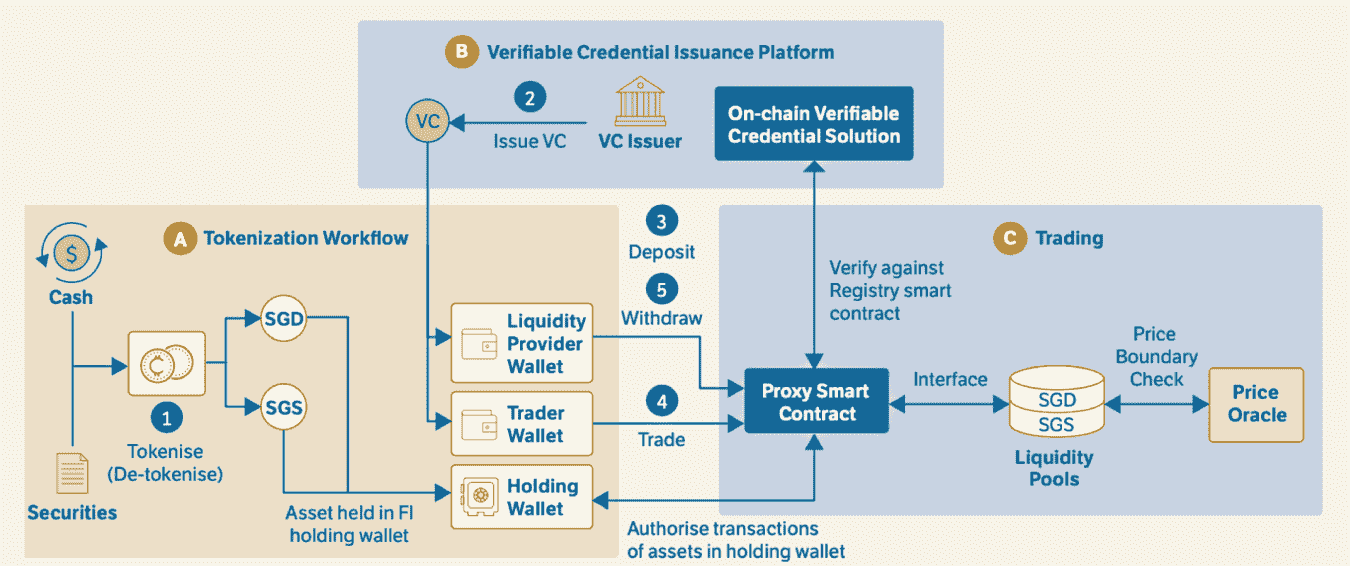 B Verifiable Credential Issuance Platform
2
VC
Issue VC
VC Issuer
On-chain Verifiable
Credential Solution
A Tokenization Workflow
$
Cash
SGD
SGS
1
Tokenise
(De-tokenise)
Securities
Asset held in FI
holding wallet
Liquidity
Provider
Wallet
Trader
Wallet
Holding
Wallet
3
Deposit
5
Withdraw
4
Trade
Authorise transactions
of assets in holding wallet
C Trading
Verify against
Registry smart
contract
Proxy Smart
Contract
Interface
SGD
SGS
Liquidity
Pools
Price
Boundary
Check
Price
Oracle